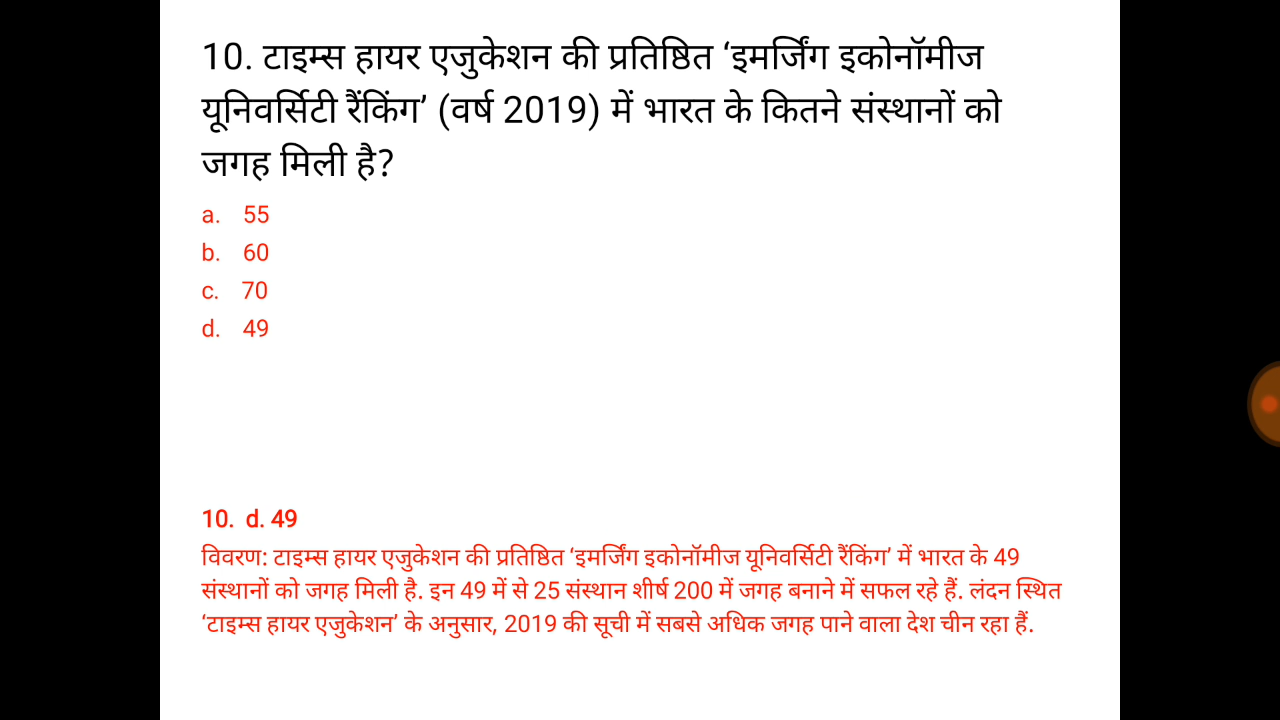 10. टाइम्स हायर एजुकेशन की प्रतिष्ठित ‘इमर्जिंग इकोनॉमीज
यूनिवर्सिटी रैंकिंग’ (वर्ष 2019) में भारत के कितने संस्थानों को
जगह मिली है?
a. 55
b. 60
c. 70
d. 49
10. d. 49
विवरण: टाइम्स हायर एजुकेशन की प्रतिष्ठित ‘इमर्जिंग इकोनॉमीज यूनिवर्सिटी रैंकिंग’ में भारत के 49
संस्थानों को जगह मिली है. इन 49 में से 25 संस्थान शीर्ष 200 में जगह बनाने में सफल रहे हैं. लंदन स्थित
‘टाइम्स हायर एजुकेशन’ के अनुसार, 2019 की सूची में सबसे अधिक जगह पाने वाला देश चीन रहा हैं.